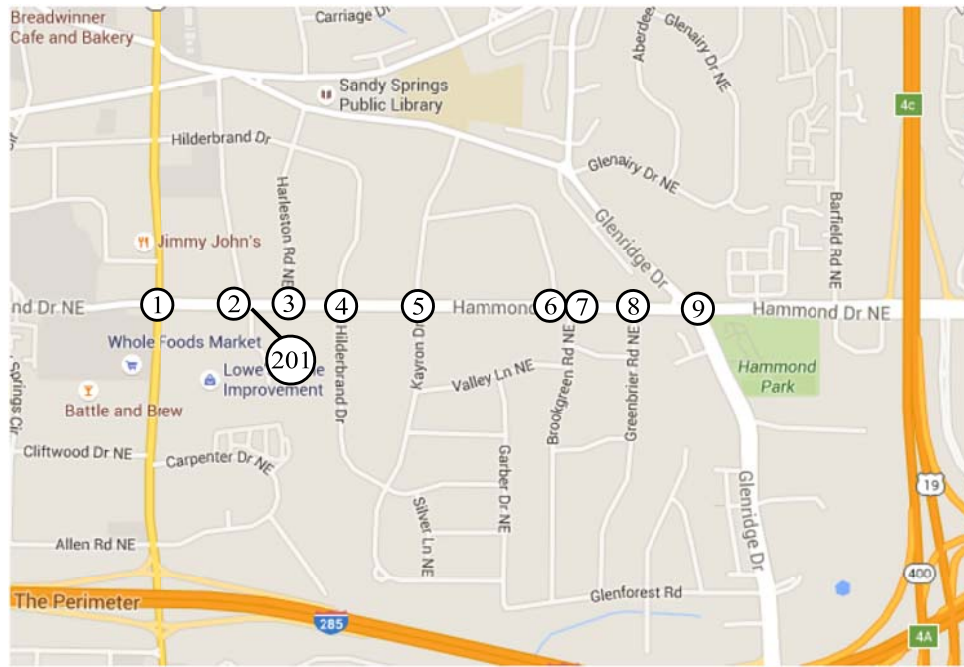 Breadwinner
Cafe and Bakery
Carriage Dr
Aberdee
Glenairy Dr NE
Sandy Springs
Public Library
4c
Hilderbrand Dr
Glenairy Dr NE
Harleston Rd NE
Barfield Rd NE
Glenridge Dr
Jimmy John's
nd Dr NE
1
2
3
4
5
Hammond
6
7
8
9
Hammond Dr NE
Whole Foods Market
201
Lowe
Improvement
Battle and Brew
Hilderbrand Dr
Kayron Dr
Valley Ln NE
Brookgreen Rd NE
Greenbrier Rd NE
Hammond
Park
Springs Cir
Cliftwood Dr NE
Carpenter Dr NE
Garber Dr NE
Silver Ln NE
Glenridge Dr
19
Allen Rd NE
400
The Perimeter
285
Glenforest Rd
4A